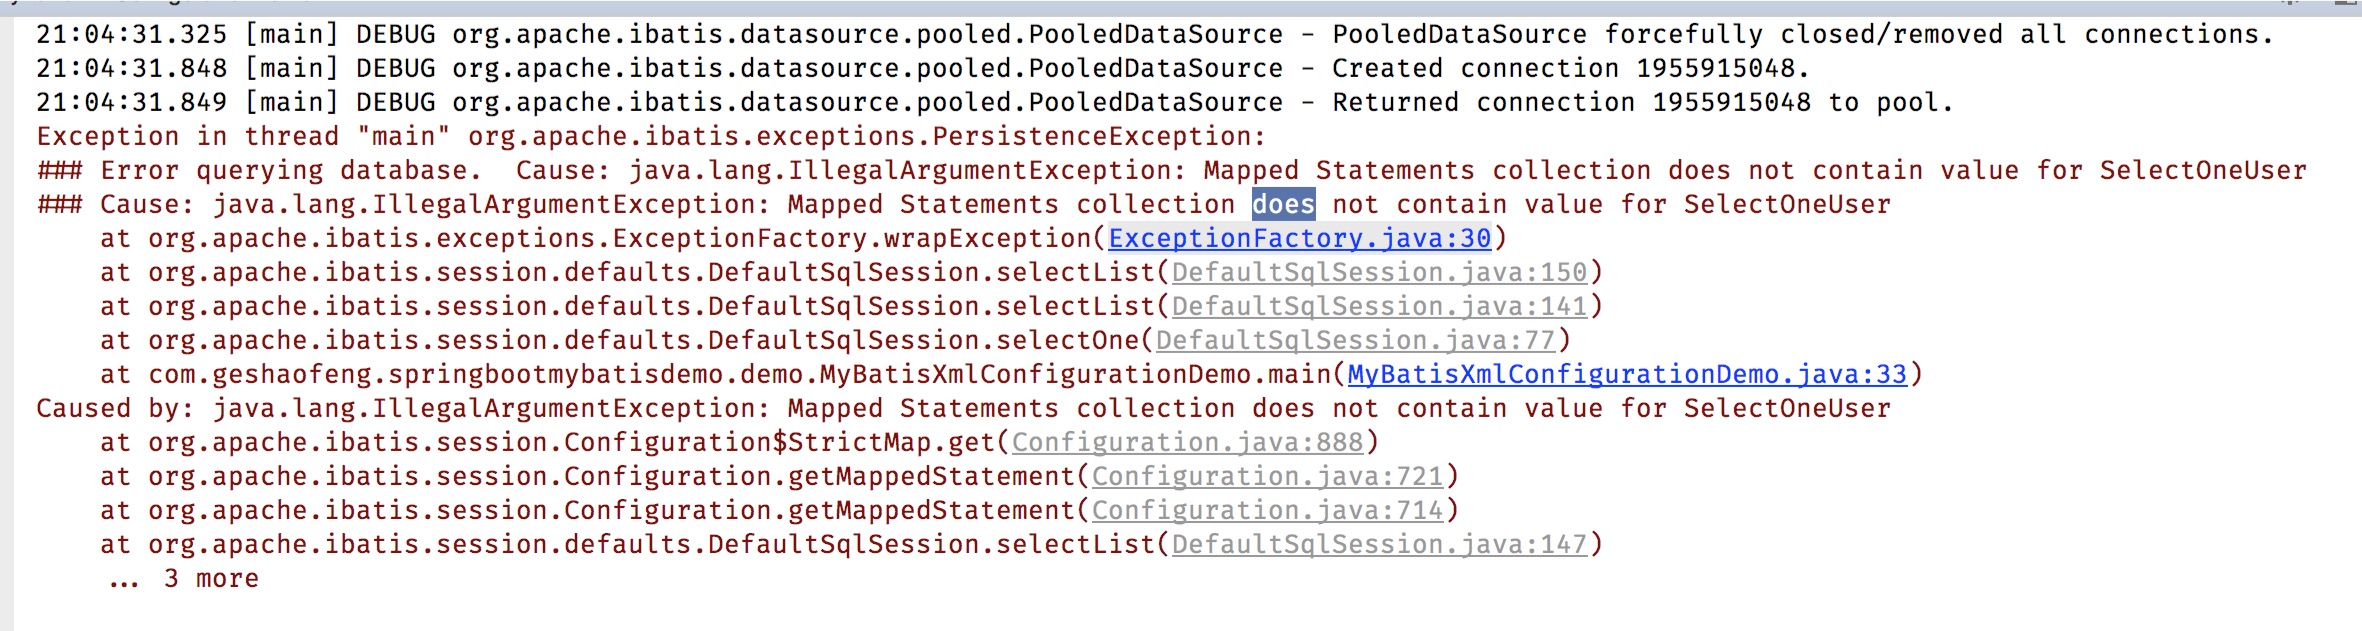 21:04:31.325 [main] DEBUG org.apache.ibatis.datasource.pooled.PooledDataSource - PooledDataSource forcefully closed/removed all connections.
21:04:31.848 [main] DEBUG org.apache.ibatis.datasource.pooled.PooledDataSource - Created connection 1955915048.
21:04:31.849 [main] DEBUG org.apache.ibatis.datasource.pooled.PooledDataSource - Returned connection 1955915048 to pool.
Exception in thread "main" org.apache.ibatis.exceptions.PersistenceException:
### Error querying database.  Cause: java.lang.IllegalArgumentException: Mapped Statements collection does not contain value for SelectOneUser
### Cause: java.lang.IllegalArgumentException: Mapped Statements collection does not contain value for SelectOneUser
at org.apache.ibatis.exceptions.ExceptionFactory.wrapException(ExceptionFactory.java:30)
at org.apache.ibatis.session.defaults.DefaultSqlSession.selectList(DefaultSqlSession.java:150)
at org.apache.ibatis.session.defaults.DefaultSqlSession.selectList(DefaultSqlSession.java:141)
at org.apache.ibatis.session.defaults.DefaultSqlSession.selectOne(DefaultSqlSession.java:77)
at com.geshaofeng.springbootmybatisdemo.demo.MyBatisXmlConfigurationDemo.main(MyBatisXmlConfigurationDemo.java:33)
Caused by: java.lang.IllegalArgumentException: Mapped Statements collection does not contain value for SelectOneUser
at org.apache.ibatis.session.Configuration$StrictMap.get(Configuration.java:888)
at org.apache.ibatis.session.Configuration.getMappedStatement(Configuration.java:721)
at org.apache.ibatis.session.Configuration.getMappedStatement(Configuration.java:714)
at org.apache.ibatis.session.defaults.DefaultSqlSession.selectList(DefaultSqlSession.java:147)
... 3 more